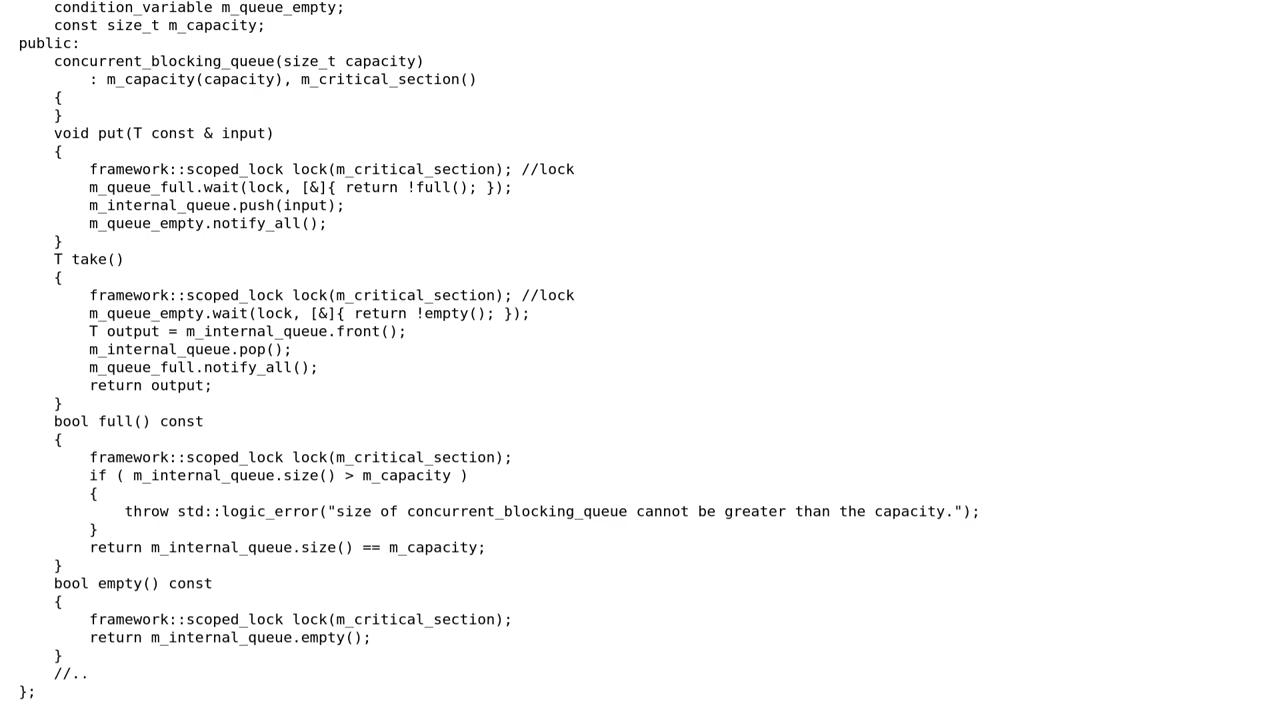 condition_variable m_queue_empty;
const size_t m_capacity;
public:
concurrent_blocking_queue(size_t capacity)
: m_capacity(capacity), m_critical_section()
{
}
void put(T const & input)
{
framework::scoped_lock lock(m_critical_section); //lock
m_queue_full.wait(lock, [&]{ return !full(); });
m_internal_queue.push(input);
m_queue_empty.notify_all();
}
T take()
{
framework::scoped_lock lock(m_critical_section); //lock
m_queue_empty.wait(lock, [&]{ return !empty(); });
T output = m_internal_queue.front();
m_internal_queue.pop();
m_queue_full.notify_all();
return output;
}
bool full() const
{
framework::scoped_lock lock(m_critical_section);
if ( m_internal_queue.size() > m_capacity )
{
throw std::logic_error("size of concurrent_blocking_queue cannot be greater than the capacity.");
}
return m_internal_queue.size() == m_capacity;
}
bool empty() const
{
framework::scoped_lock lock(m_critical_section);
return m_internal_queue.empty();
}
//..
};